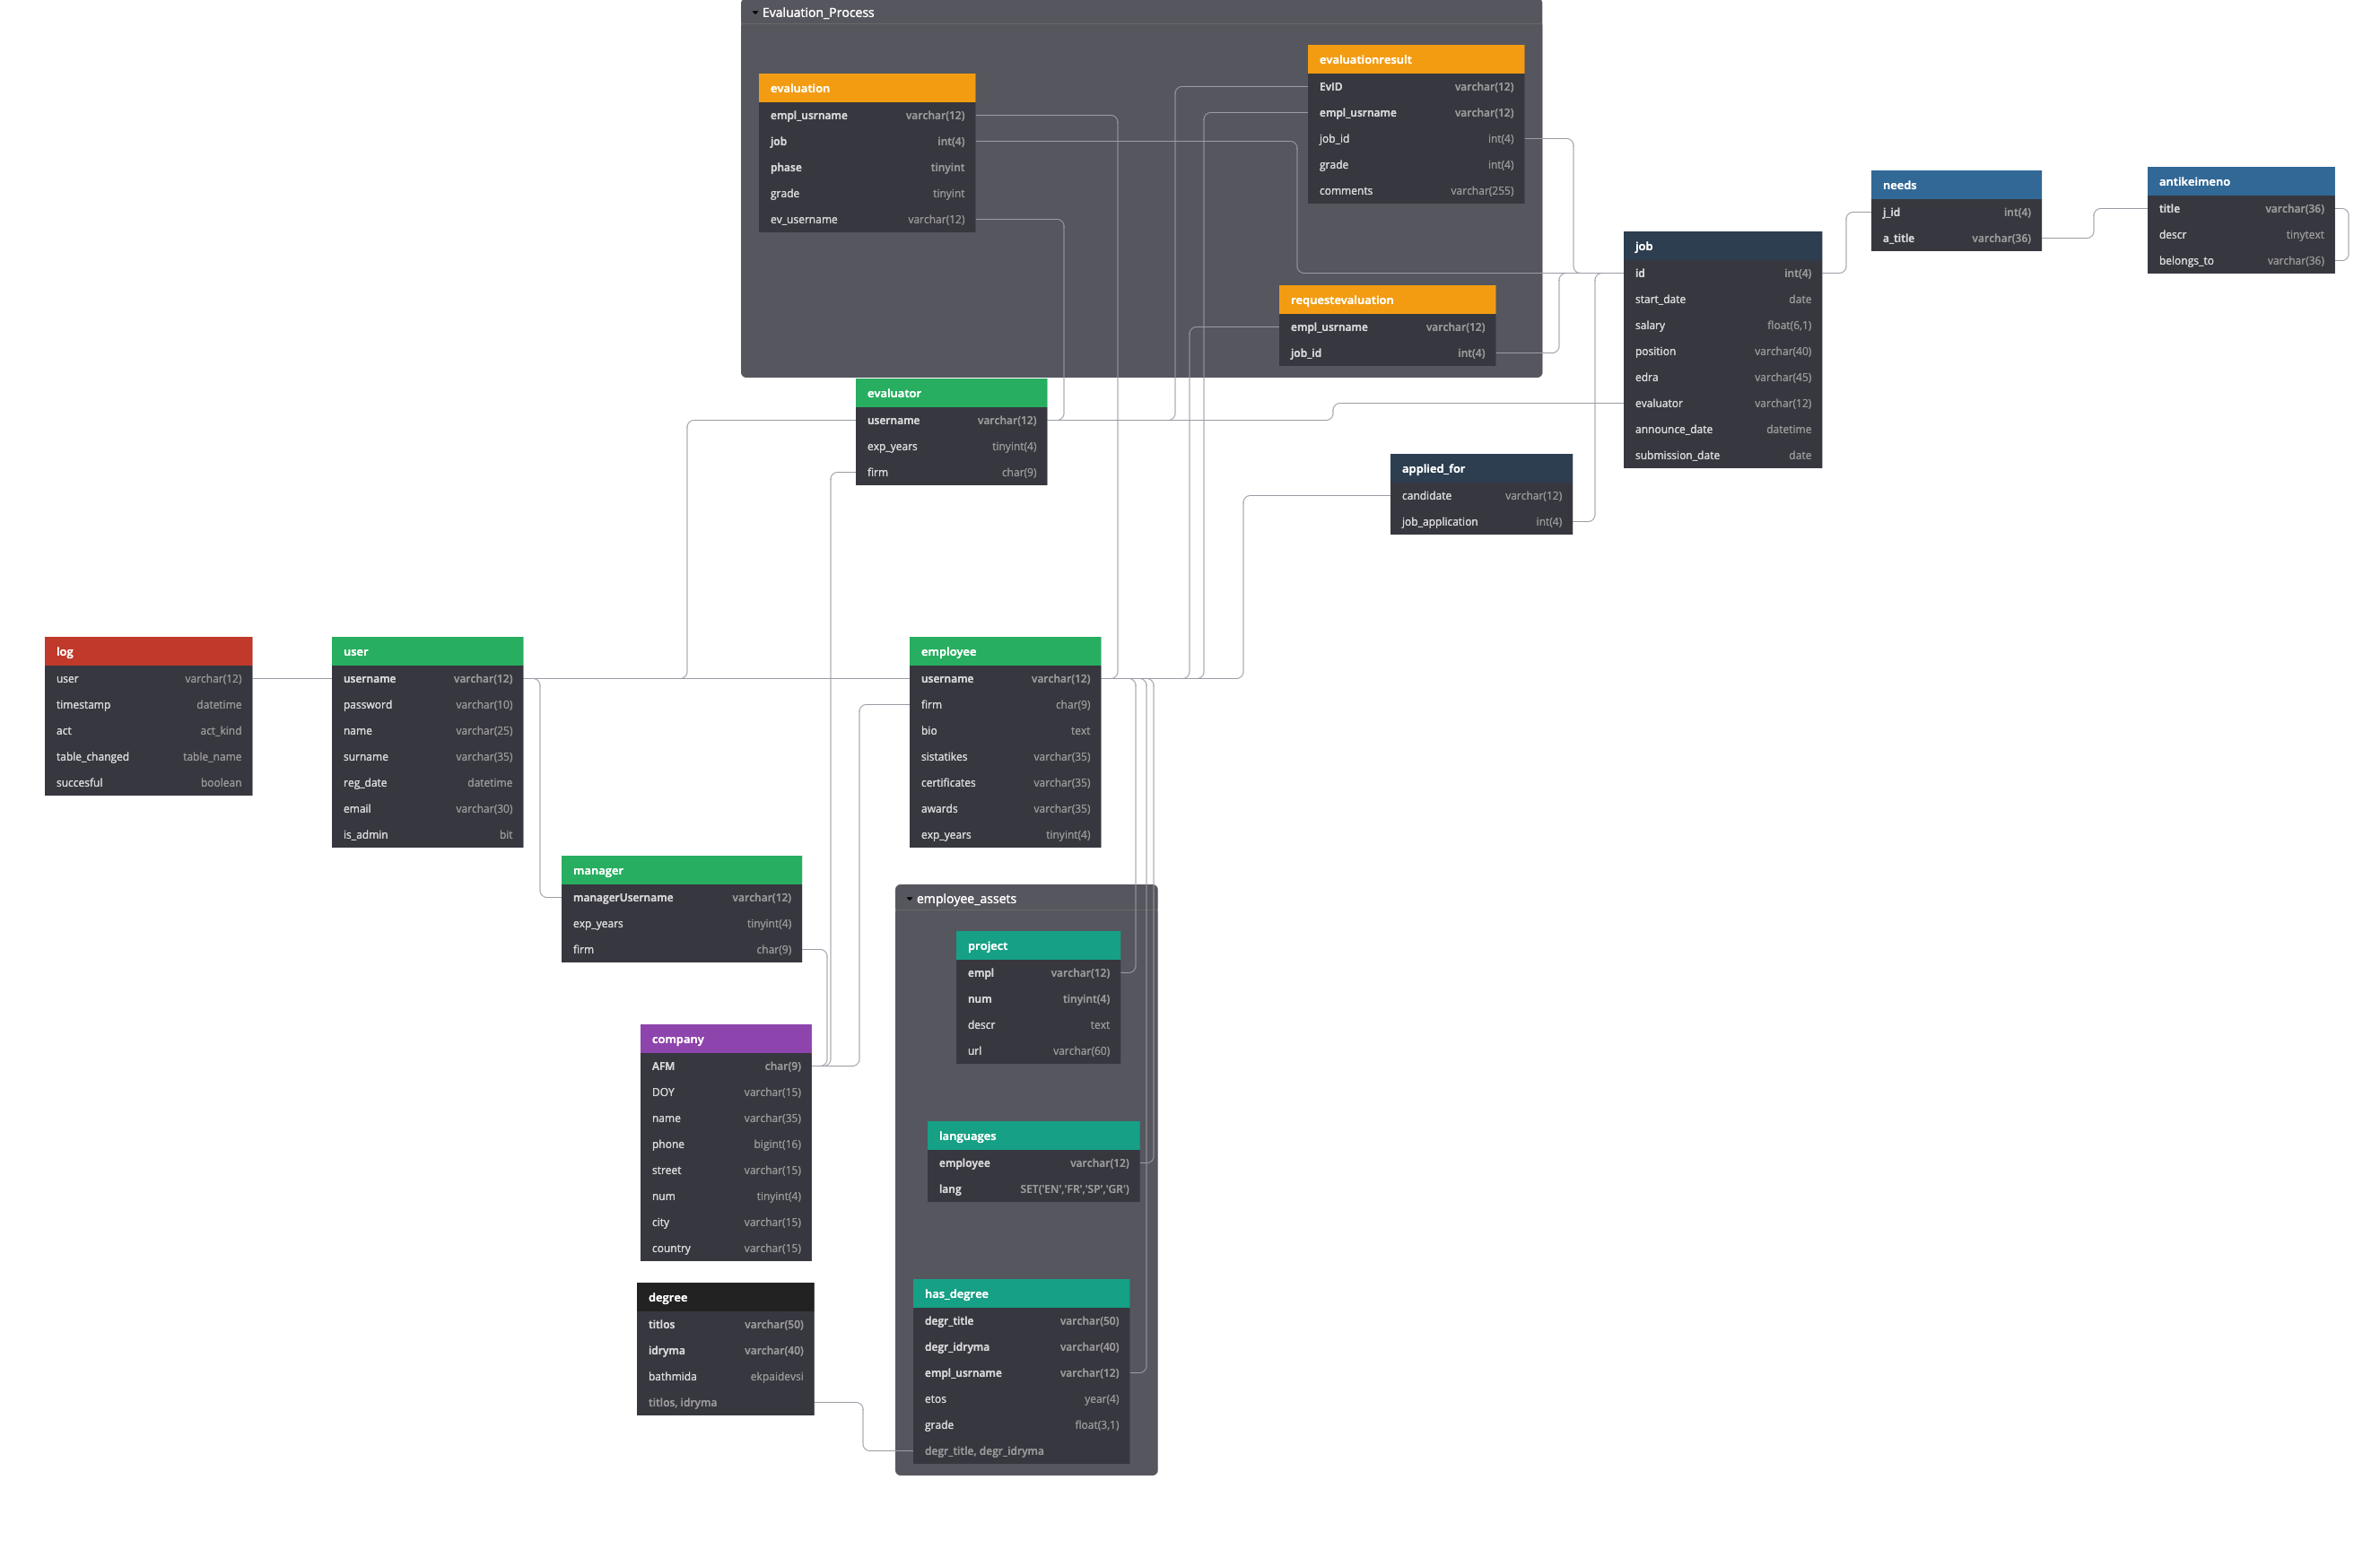 Evaluation_Process
evaluation
empl_usrname varchar(12)
job int(4)
phase tinyint
grade tinyint
ev_username varchar(12)
evaluationresult
EvID varchar(12)
empl_usrname varchar(12)
job_id int(4)
grade int(4)
comments varchar(255)
requestevaluation
empl_usrname varchar(12)
job_id int(4)
needs
j_id int(4)
a_title varchar(36)
antikeimeno
title varchar(36)
descr tinytext
belongs_to varchar(36)
job
id int(4)
start_date date
salary float(6,1)
position varchar(40)
edra varchar(45)
evaluator varchar(12)
announce_date datetime
submission_date date
evaluator
username varchar(12)
exp_years tinyint(4)
firm char(9)
applied_for
candidate varchar(12)
job_application int(4)
log
user varchar(12)
timestamp datetime
act act_kind
table_changed table_name
succesful boolean
user
username varchar(12)
password varchar(10)
name varchar(25)
surname varchar(35)
reg_date datetime
email varchar(30)
is_admin bit
employee
username varchar(12)
firm char(9)
bio text
sistatikes varchar(35)
certificates varchar(35)
awards varchar(35)
exp_years tinyint(4)
manager
managerUsername varchar(12)
exp_years tinyint(4)
firm char(9)
employee_assets
project
empl varchar(12)
num tinyint(4)
descr text
url varchar(60)
company
AFM char(9)
DOY varchar(15)
name varchar(35)
phone bigint(16)
street varchar(15)
num tinyint(4)
city varchar(15)
country varchar(15)
languages
employee varchar(12)
lang SET('EN','FR','SP','GR')
degree
titlos varchar(50)
idryma varchar(40)
bathmida ekpaidevsi
titlos, idryma
has_degree
degr_title varchar(50)
degr_idryma varchar(40)
empl_usrname varchar(12)
etos year(4)
grade float(3,1)
degr_title, degr_idryma